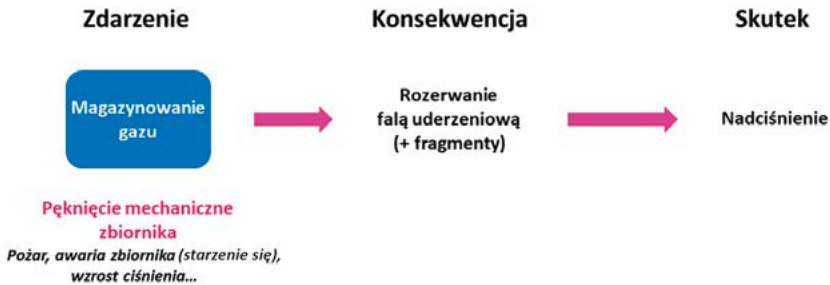 Zdarzenie
Konsekwencja
Skutek
Magazynowanie
gazu
Rozerwanie
falą uderzeniową
(+ fragmenty)
Nadciśnienie
Pęknięcie mechaniczne
zbiornika
Pożar, awaria zbiornika (starzenie się),
wzrost ciśnienia...